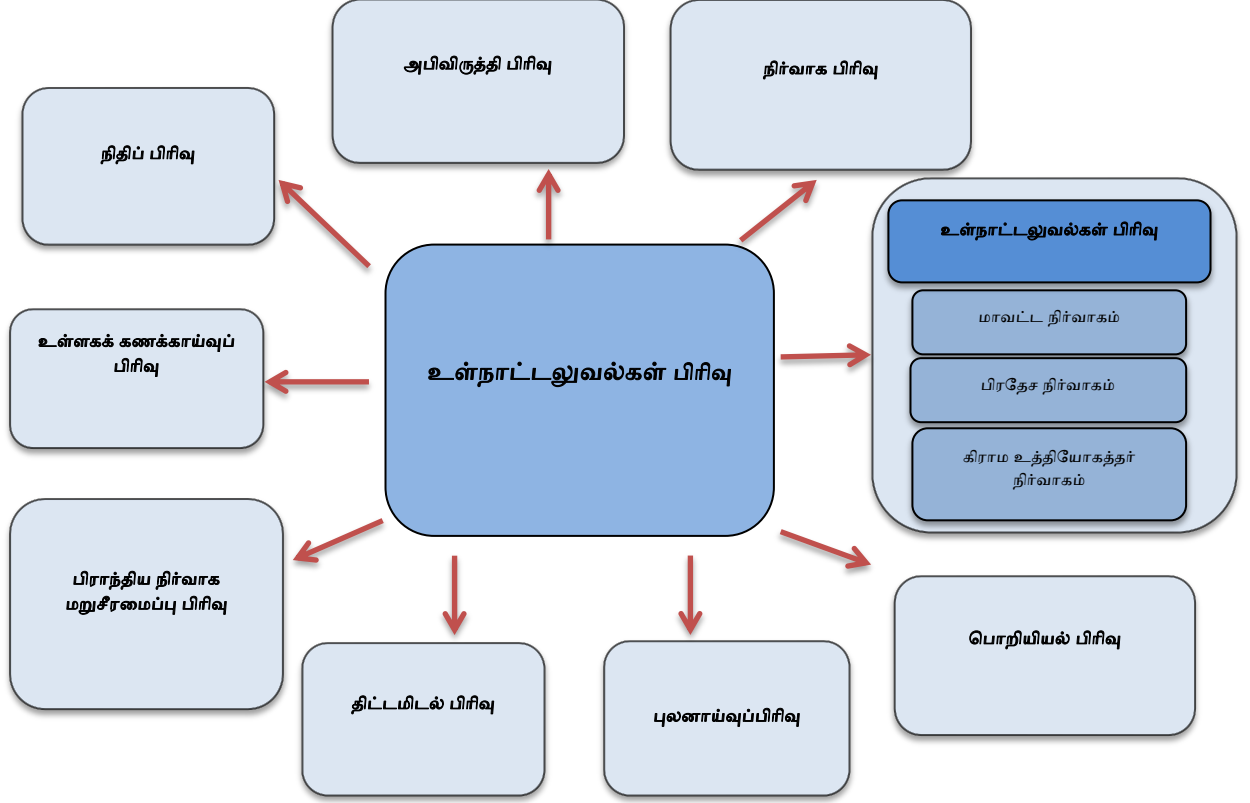 அபிவிருத்தி பிரிவு
நிர்வாக பிரிவு
நிதிப் பிரிவு
உள்நாட்டலுவல்கள் பிரிவு
மாவட்ட நிர்வாகம்
பிரதேச நிர்வாகம்
கிராம உத்தியோகத்தர்
நிர்வாகம்
உள்ளகக் கணக்காய்வுப்
பிரிவு
உள்நாட்டலுவல்கள் பிரிவு
பிராந்திய நிர்வாக
மறுசீரமைப்பு பிரிவு
திட்டமிடல் பிரிவு
புலனாய்வுப்பிரிவு
பொறியியல் பிரிவு